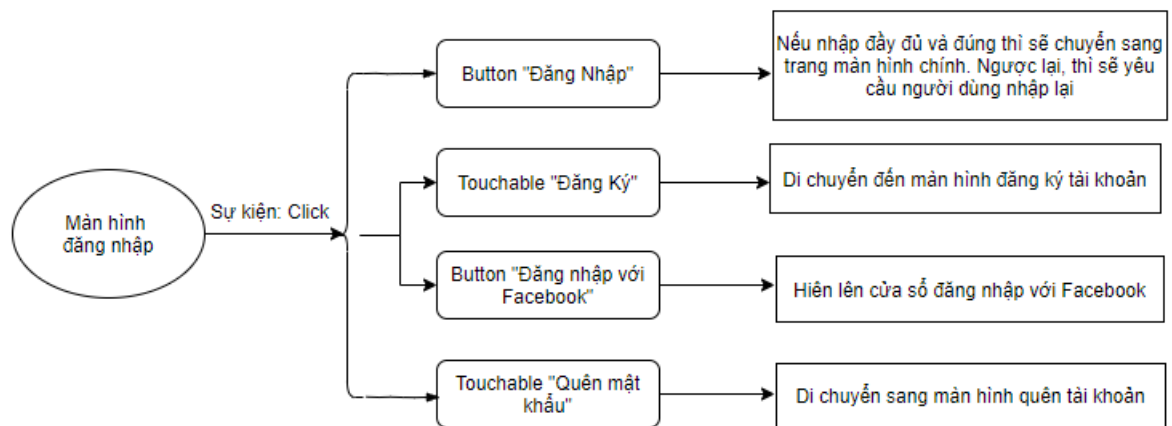 Màn hình
đăng nhập
Sự kiện: Click
Button "Đăng Nhập"
Nếu nhập đầy đủ và đúng thì sẽ chuyển sang
trang màn hình chính. Ngược lại, thì sẽ yêu
cầu người dùng nhập lại
Touchable "Đăng Ký"
Di chuyển đến màn hình đăng ký tài khoản
Button "Đăng nhập với
Facebook"
Hiên lên cửa sổ đăng nhập với Facebook
Touchable "Quên mật
khẩu"
Di chuyển sang màn hình quên tài khoản